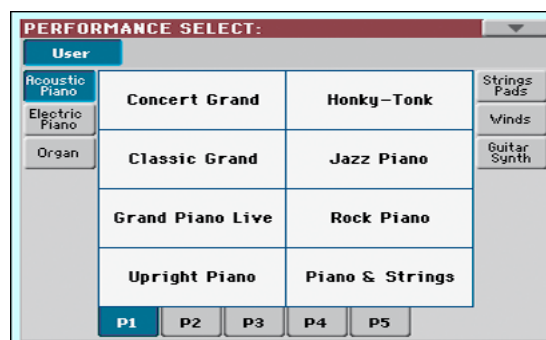 PERFORMANCE SELECT:
User
Acoustic
Piano
Electric
Piano
Organ
Concert Grand
Honky-Tonk
Classic Grand
Jazz Piano
Grand Piano Live
Rock Piano
Upright Piano
Piano & Strings
Strings
Pads
Winds
Guitar
Synth
P1 P2 P3 P4 P5